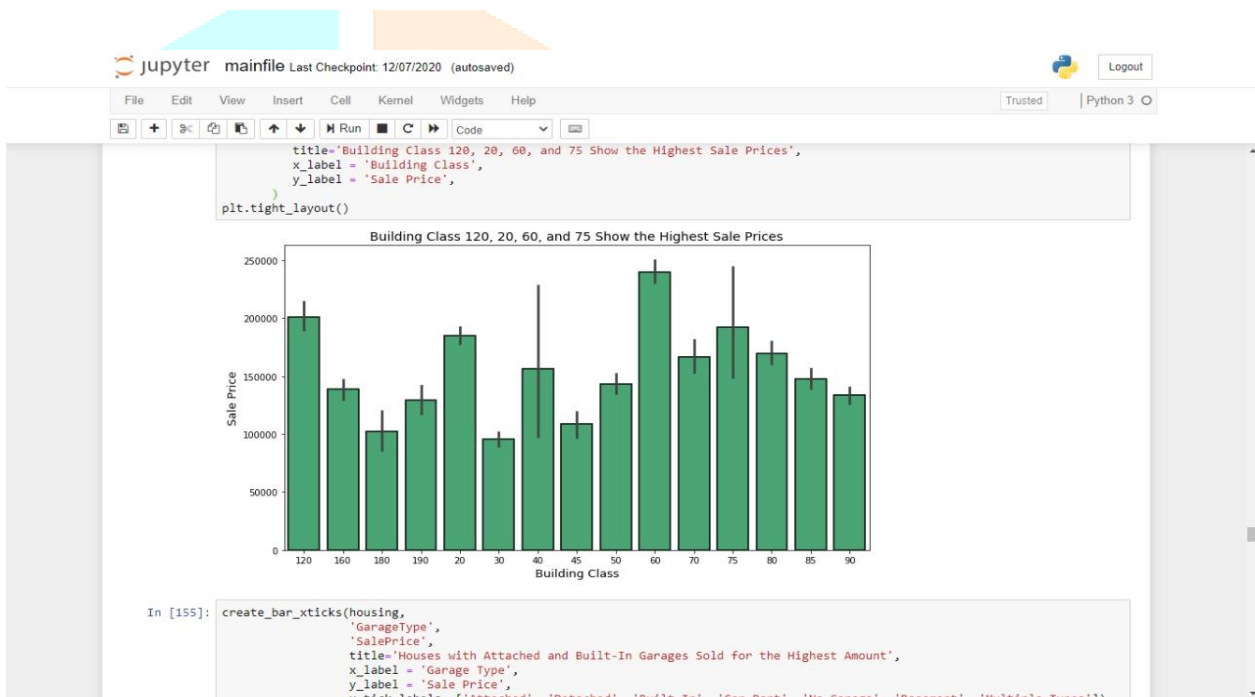 jupyter mainfile Last Checkpoint: 12/07/2020 (autosaved)
Logout
File Edit View Insert Cell Kernel Widgets Help
Trusted
Python 3
Run
Code
title='Building Class 120, 20, 60, and 75 Show the Highest Sale Prices',
x_label = 'Building Class',
y_label = 'Sale Price',
)
plt.tight_layout()
Building Class 120, 20, 60, and 75 Show the Highest Sale Prices
250000
200000
150000
100000
50000
0
Sale Price
120 160 180 190 20 30 40 45 50 60 70 75 80 85 90
Building Class
In [155]: create_bar_xticks(housing,
'GarageType',
'SalePrice',
title='Houses with Attached and Built-In Garages Sold for the Highest Amount',
x_label = 'Garage Type',
y_label = 'Sale Price',